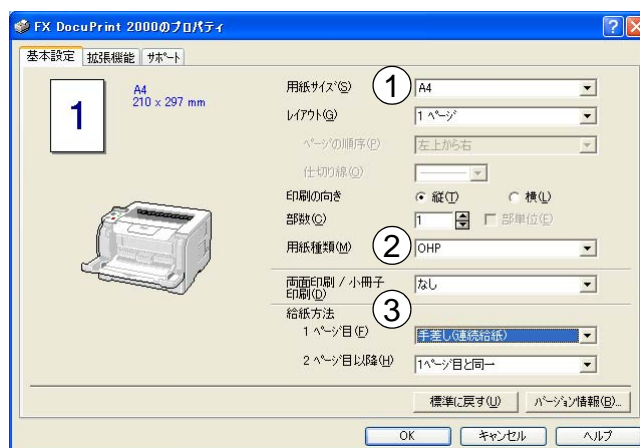 FX DocuPrint 2000のプロパティ
基本設定 拡張機能 サポート
A4
210 x 297 mm
1
用紙サイズ(S) ① A4
レイアウト(G) 1 ページ
ページの順序(P) 左上から右
仕切り線(O)
印刷の向き 縦(T) 横(L)
部数(C) 1 部単位(E)
用紙種類(M) ② OHP
両面印刷 / 小冊子
印刷(D) なし
給紙方法 ③
1 ページ目(F) 手差し(連続給紙)
2 ページ目以降(H) 1ページ目と同一
標準に戻す(U) バージョン情報(B)...
OK キャンセル ヘルプ